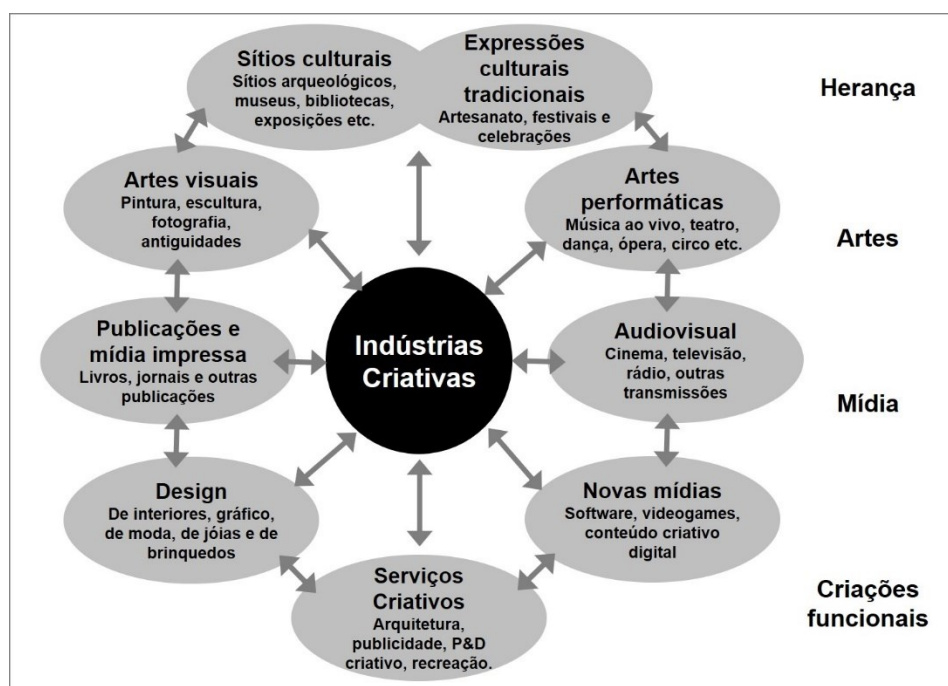 Sítios culturais
Sítios arqueológicos,
museus, bibliotecas,
exposições etc.
Expressões
culturais
tradicionais
Artesanato, festivais e
celebrações
Herança
Artes visuais
Pintura, escultura,
fotografia,
antiguidades
Artes
performáticas
Música ao vivo, teatro,
dança, ópera, circo etc.
Artes
Publicações e
mídia impressa
Livros, jornais e outras
publicações
Indústrias
Criativas
Audiovisual
Cinema, televisão,
rádio, outras
transmissões
Mídia
Design
De interiores, gráfico,
de moda, de jóias e de
brinquedos
Novas mídias
Software, videogames,
conteúdo criativo
digital
Serviços
Criativos
Arquitetura,
publicidade, P&D
criativo, recreação.
Criações
funcionais